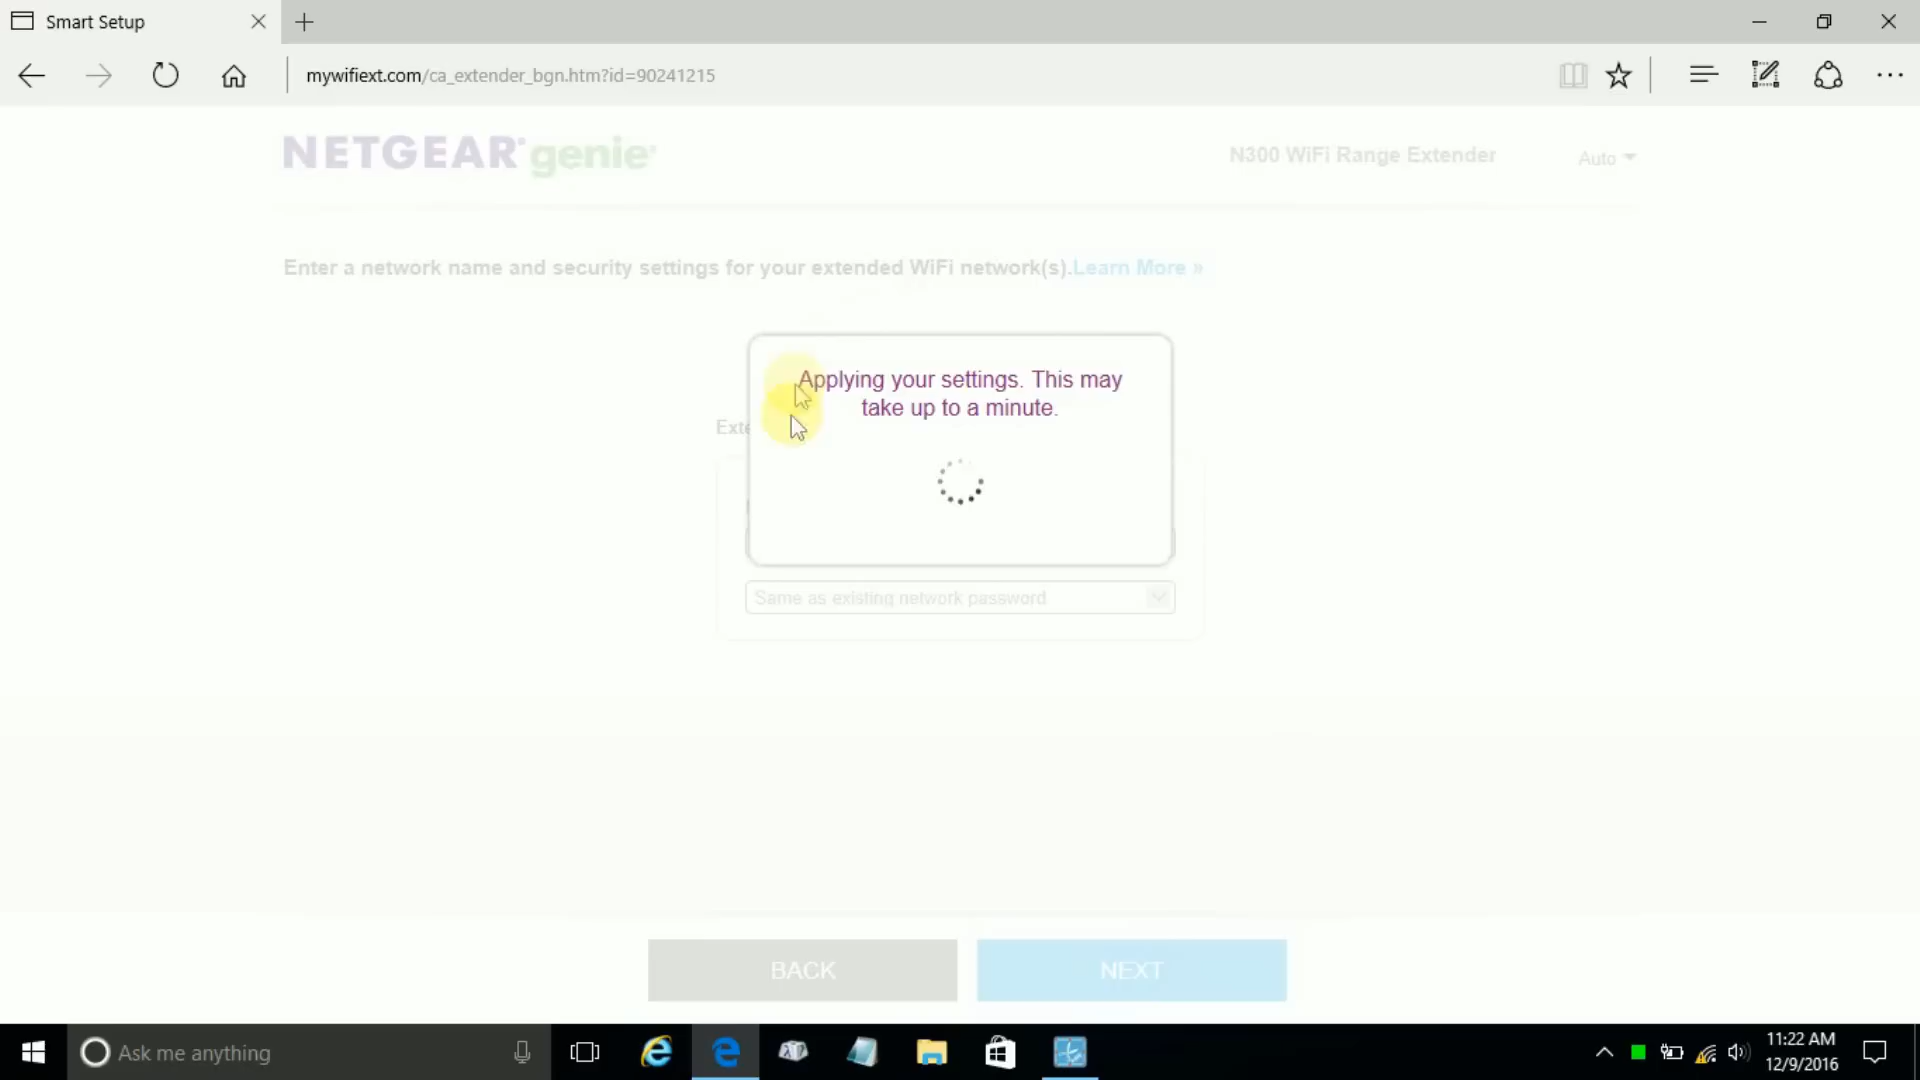 Smart Setup
mywifiext.com/ca_extender_bgn.htm?id=90241215
NETGEAR® genie®
N300 WiFi Range Extender
Auto
Enter a network name and security settings for your extended WiFi network(s).Learn More »
Applying your settings. This may
take up to a minute.
Exte
Same as existing network password
BACK
NEXT
Ask me anything
11:22 AM
12/9/2016